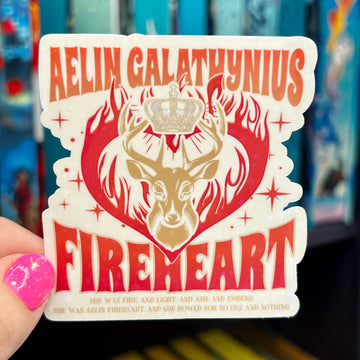 AELIN GALATHYNIUS
FIREHEART
SHE WAS FIRE, AND LIGHT, AND ASH, AND EMBERS.
SHE WAS AELIN FIREHEART, AND SHE BOWED FOR NO ONE AND NOTHING.